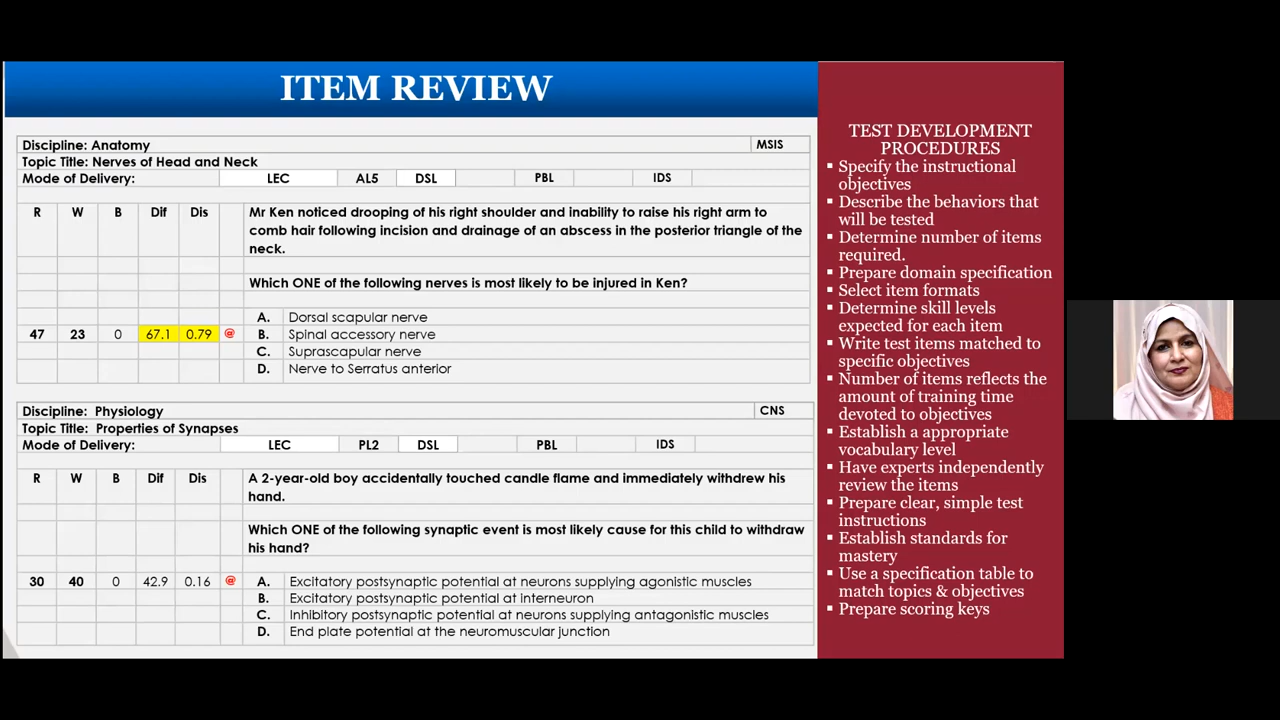 ITEM REVIEW
Discipline: Anatomy MSIS
Topic Title: Nerves of Head and Neck
Mode of Delivery: LEC AL5 DSL PBL IDS
R W B Dif Dis Mr Ken noticed drooping of his right shoulder and inability to raise his right arm to
comb hair following incision and drainage of an abscess in the posterior triangle of the
neck.
Which ONE of the following nerves is most likely to be injured in Ken?
A. Dorsal scapular nerve
47 23 0 67.1 0.79 @ B. Spinal accessory nerve
C. Suprascapular nerve
D. Nerve to Serratus anterior
Discipline: Physiology CNS
Topic Title: Properties of Synapses
Mode of Delivery: LEC PL2 DSL PBL IDS
R W B Dif Dis A 2-year-old boy accidentally touched candle flame and immediately withdrew his
hand.
Which ONE of the following synaptic event is most likely cause for this child to withdraw
his hand?
30 40 0 42.9 0.16 @ A. Excitatory postsynaptic potential at neurons supplying agonistic muscles
B. Excitatory postsynaptic potential at interneuron
C. Inhibitory postsynaptic potential at neurons supplying antagonistic muscles
D. End plate potential at the neuromuscular junction
TEST DEVELOPMENT
PROCEDURES
▪ Specify the instructional
objectives
▪ Describe the behaviors that
will be tested
▪ Determine number of items
required.
▪ Prepare domain specification
▪ Select item formats
▪ Determine skill levels
expected for each item
▪ Write test items matched to
specific objectives
▪ Number of items reflects the
amount of training time
devoted to objectives
▪ Establish a appropriate
vocabulary level
▪ Have experts independently
review the items
▪ Prepare clear, simple test
instructions
▪ Establish standards for
mastery
▪ Use a specification table to
match topics & objectives
▪ Prepare scoring keys